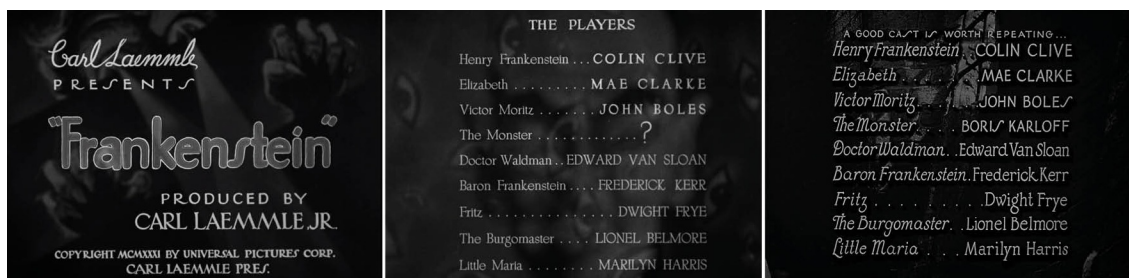 Carl Laemmle
PRESENTS
"Frankenstein"
PRODUCED BY
CARL LAEMMLE JR.
COPYRIGHT MCMXXXI BY UNIVERSAL PICTURES CORP.
CARL LAEMMLE PRES.
THE PLAYERS
Henry Frankenstein ... COLIN CLIVE
Elizabeth ......... MAE CLARKE
Victor Moritz ...... JOHN BOLES
The Monster ............. ?
Doctor Waldman .. EDWARD VAN SLOAN
Baron Frankenstein .... FREDERICK KERR
Fritz ............... DWIGHT FRYE
The Burgomaster .... LIONEL BELMORE
Little Maria ........ MARILYN HARRIS
A GOOD CAST IS WORTH REPEATING...
Henry Frankenstein .. COLIN CLIVE
Elizabeth ........ MAE CLARKE
Victor Moritz ..... JOHN BOLES
The Monster ..... BORIS KARLOFF
Doctor Waldman .. Edward Van Sloan
Baron Frankenstein . Frederick Kerr
Fritz ......... Dwight Frye
The Burgomaster .. Lionel Belmore
Little Maria ..... Marilyn Harris